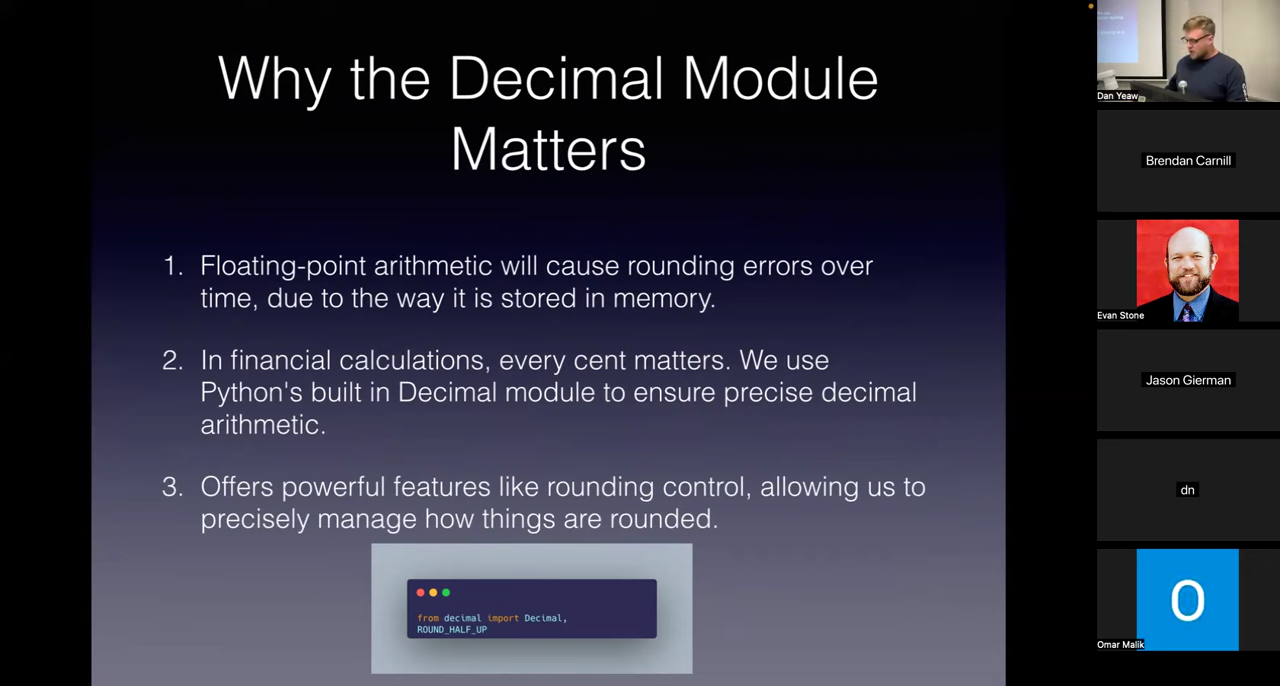 Why the Decimal Module
Matters
1. Floating-point arithmetic will cause rounding errors over
time, due to the way it is stored in memory.
2. In financial calculations, every cent matters. We use
Python's built in Decimal module to ensure precise decimal
arithmetic.
3. Offers powerful features like rounding control, allowing us to
precisely manage how things are rounded.
from decimal import Decimal,
ROUND_HALF_UP
Dan Yeaw
Brendan Carnill
Evan Stone
Jason Gierman
dn
O
Omar Malik